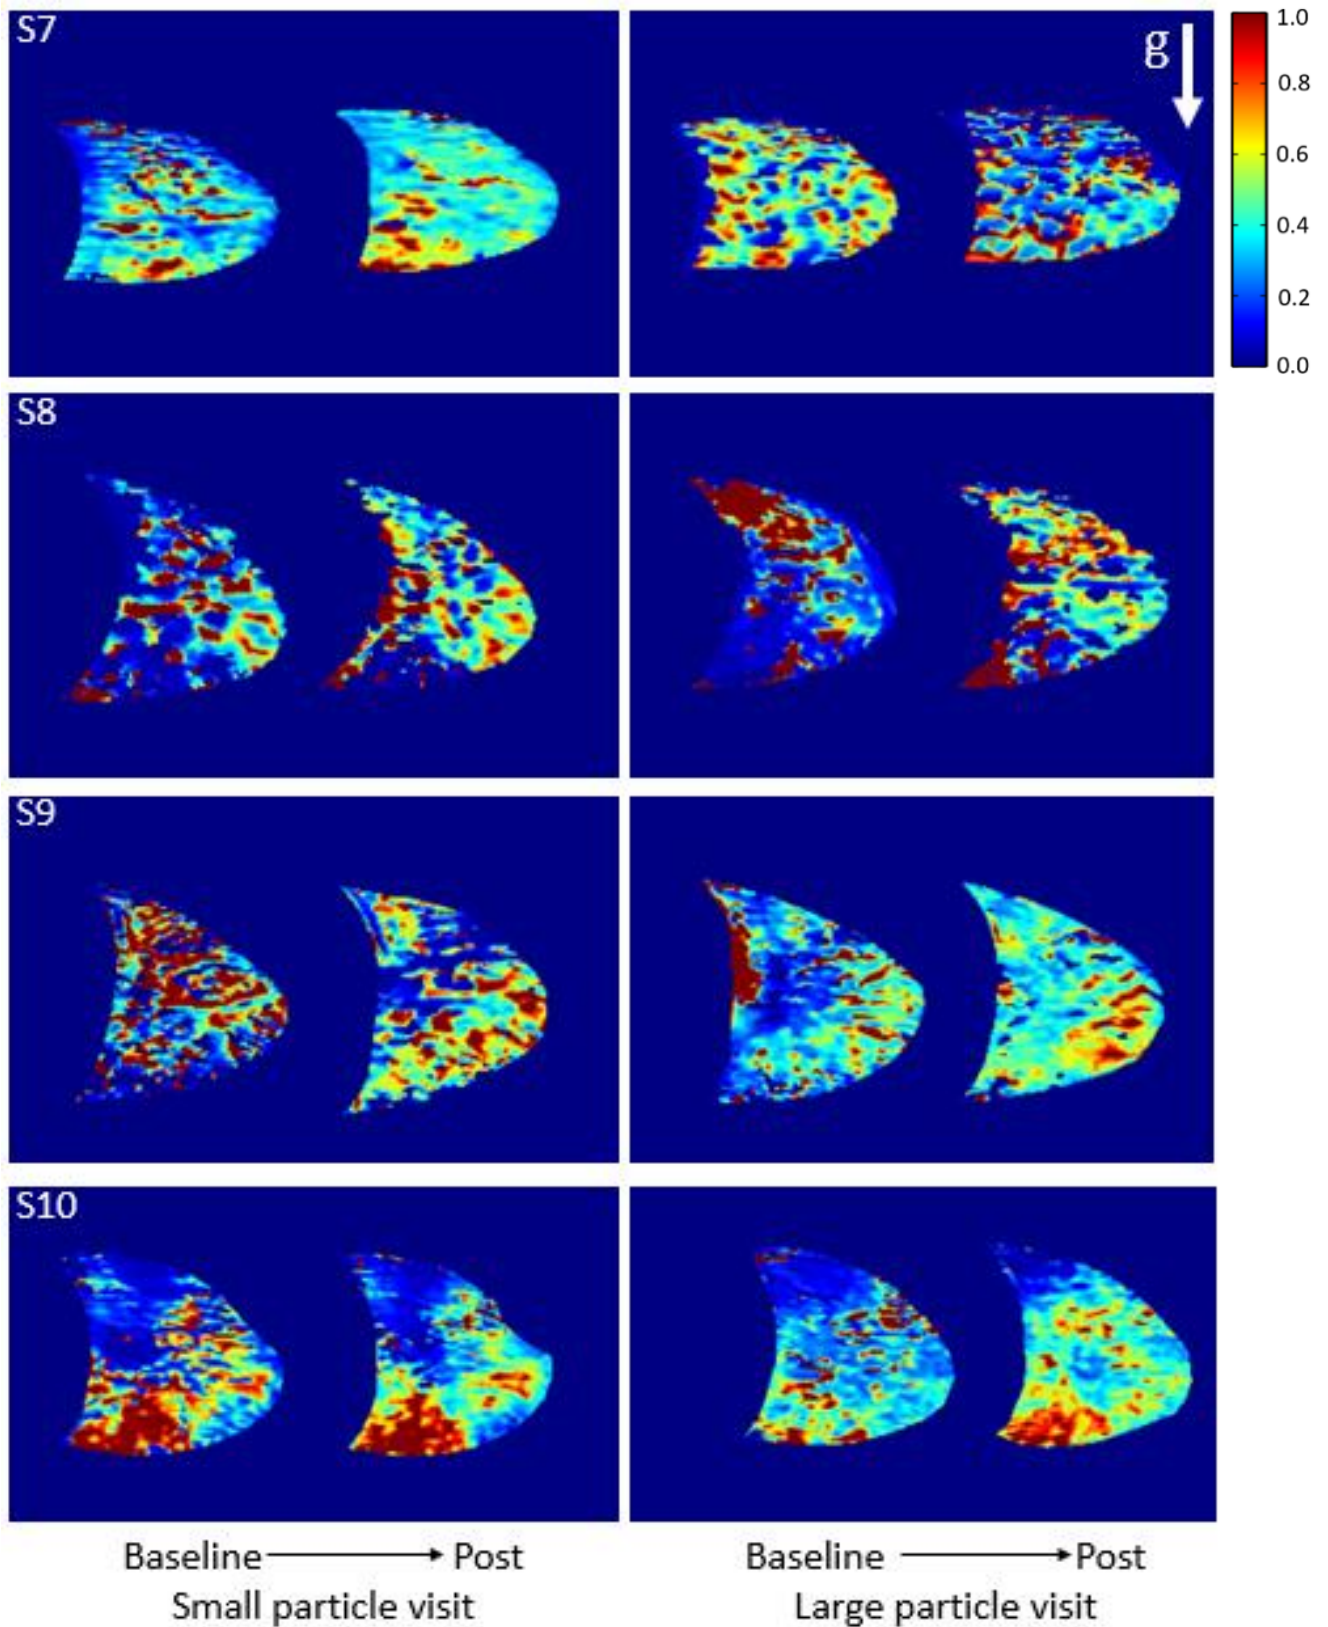 S7
g
1.0
0.8
0.6
0.4
0.2
0.0
S8
S9
S10
Baseline Post Baseline Post
Small particle visit Large particle visit